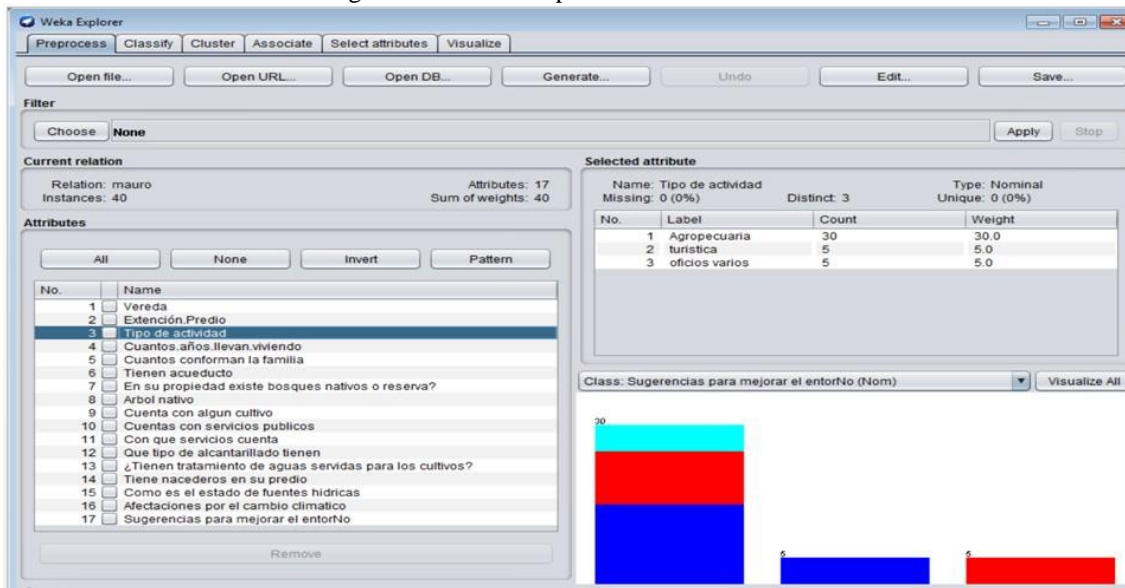 Weka Explorer
Preprocess Classify Cluster Associate Select attributes Visualize
Open file... Open URL... Open DB... Generate... Undo Edit... Save...
Filter
Choose None Apply Stop
Current relation
Relation: mauro Attributes: 17
Instances: 40 Sum of weights: 40
Attributes
All None Invert Pattern
No. Name
1 Vereda
2 Extención.Predio
3 Tipo de actividad
4 Cuantos.años.llevan.viviendo
5 Cuantos conforman la familia
6 Tienen acueducto
7 En su propiedad existe bosques nativos o reserva?
8 Arbol nativo
9 Cuenta con algun cultivo
10 Cuentas con servicios publicos
11 Con que servicios cuenta
12 Que tipo de alcantarillado tienen
13 ¿Tienen tratamiento de aguas servidas para los cultivos?
14 Tiene nacederos en su predio
15 Como es el estado de fuentes hidricas
16 Afectaciones por el cambio climatico
17 Sugerencias para mejorar el entorNo
Remove
Selected attribute
Name: Tipo de actividad Type: Nominal
Missing: 0 (0%) Distinct: 3 Unique: 0 (0%)
No. Label Count Weight
1 Agropecuaria 30 30.0
2 turistica 5 5.0
3 oficios varios 5 5.0
Class: Sugerencias para mejorar el entorNo (Nom) Visualize All
30
5 5